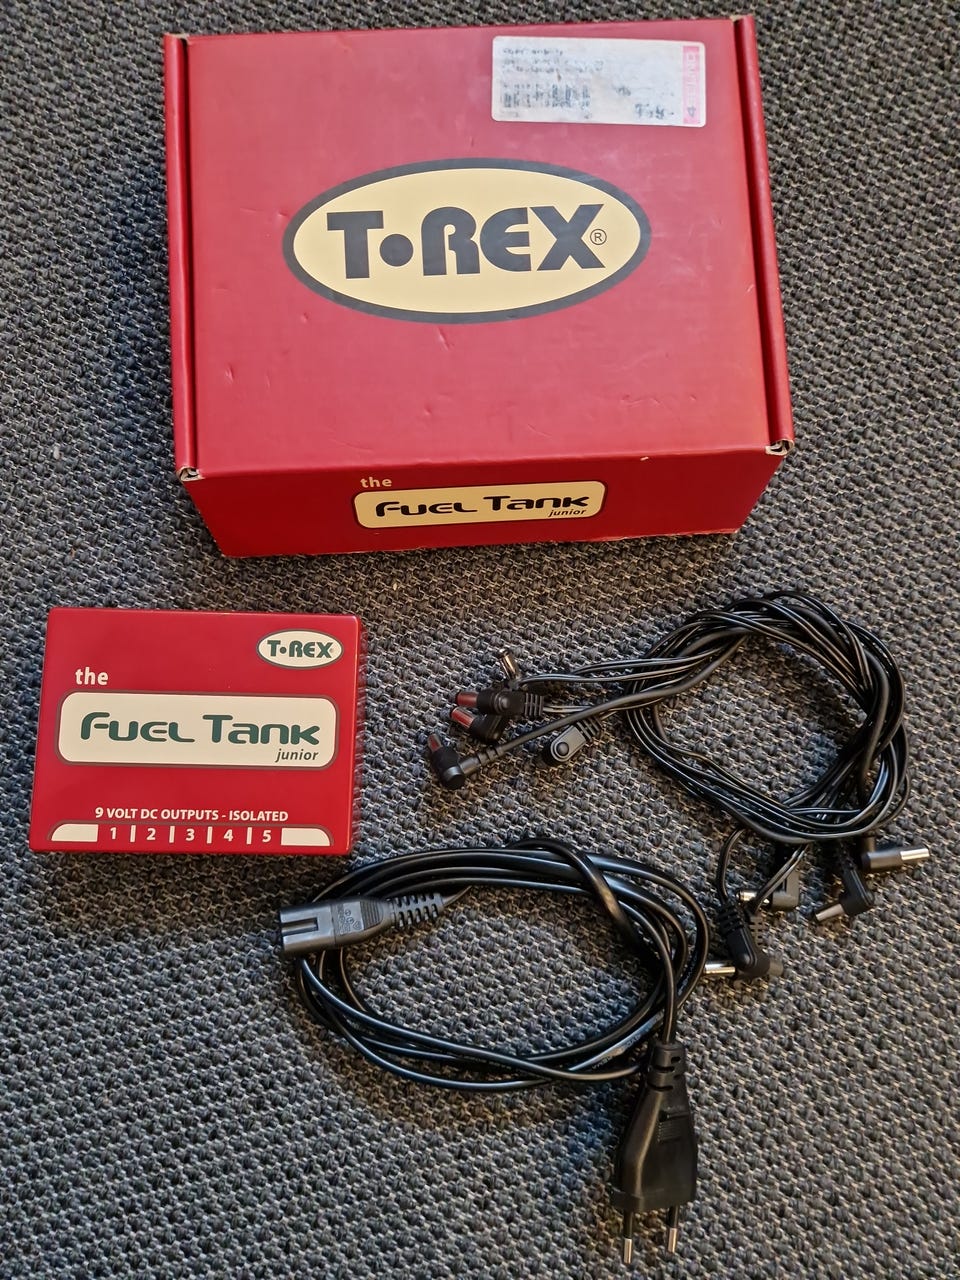 T•REX®
the
FUEL TANK
junior
T•REX
the
FUEL TANK
junior
9 VOLT DC OUTPUTS - ISOLATED
1 | 2 | 3 | 4 | 5